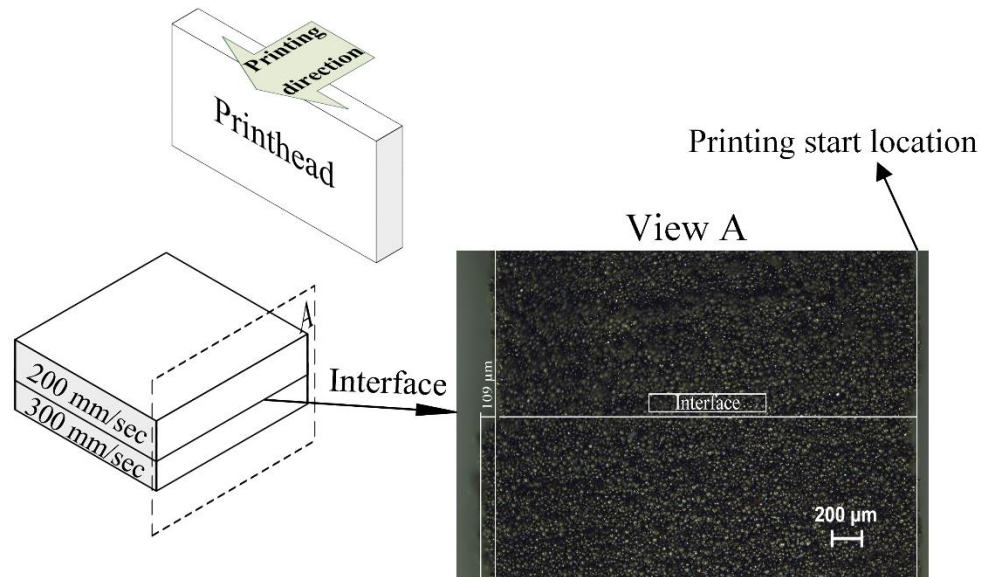 Printing
direction
Printhead
Printing start location
View A
A
200 mm/sec
300 mm/sec
Interface
109 μm
Interface
200 μm